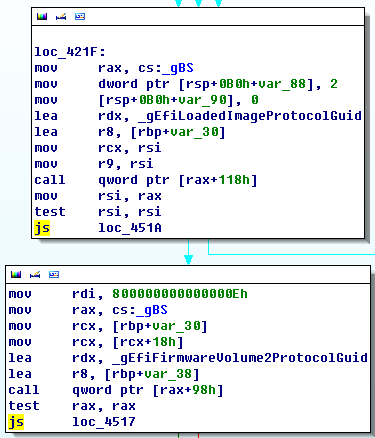 loc_421F:
mov rax, cs:_gBS
mov dword ptr [rsp+0B0h+var_88], 2
mov [rsp+0B0h+var_90], 0
lea rdx, _gEfiLoadedImageProtocolGuid
lea r8, [rbp+var_30]
mov rcx, rsi
mov r9, rsi
call qword ptr [rax+118h]
mov rsi, rax
test rsi, rsi
js loc_451A
mov rdi, 800000000000000Eh
mov rax, cs:_gBS
mov rcx, [rbp+var_30]
mov rcx, [rcx+18h]
lea rdx, _gEfiFirmwareVolume2ProtocolGuid
lea r8, [rbp+var_38]
call qword ptr [rax+98h]
test rax, rax
js loc_4517